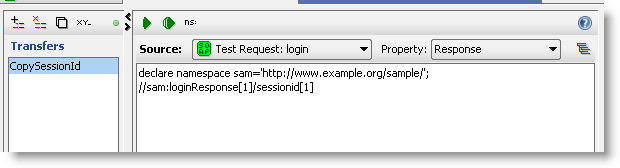 XY_ ns:
Transfers
Source: Test Request: login Property: Response
CopySessionId
declare namespace sam='http://www.example.org/sample/';
//sam:loginResponse[1]/sessionid[1]